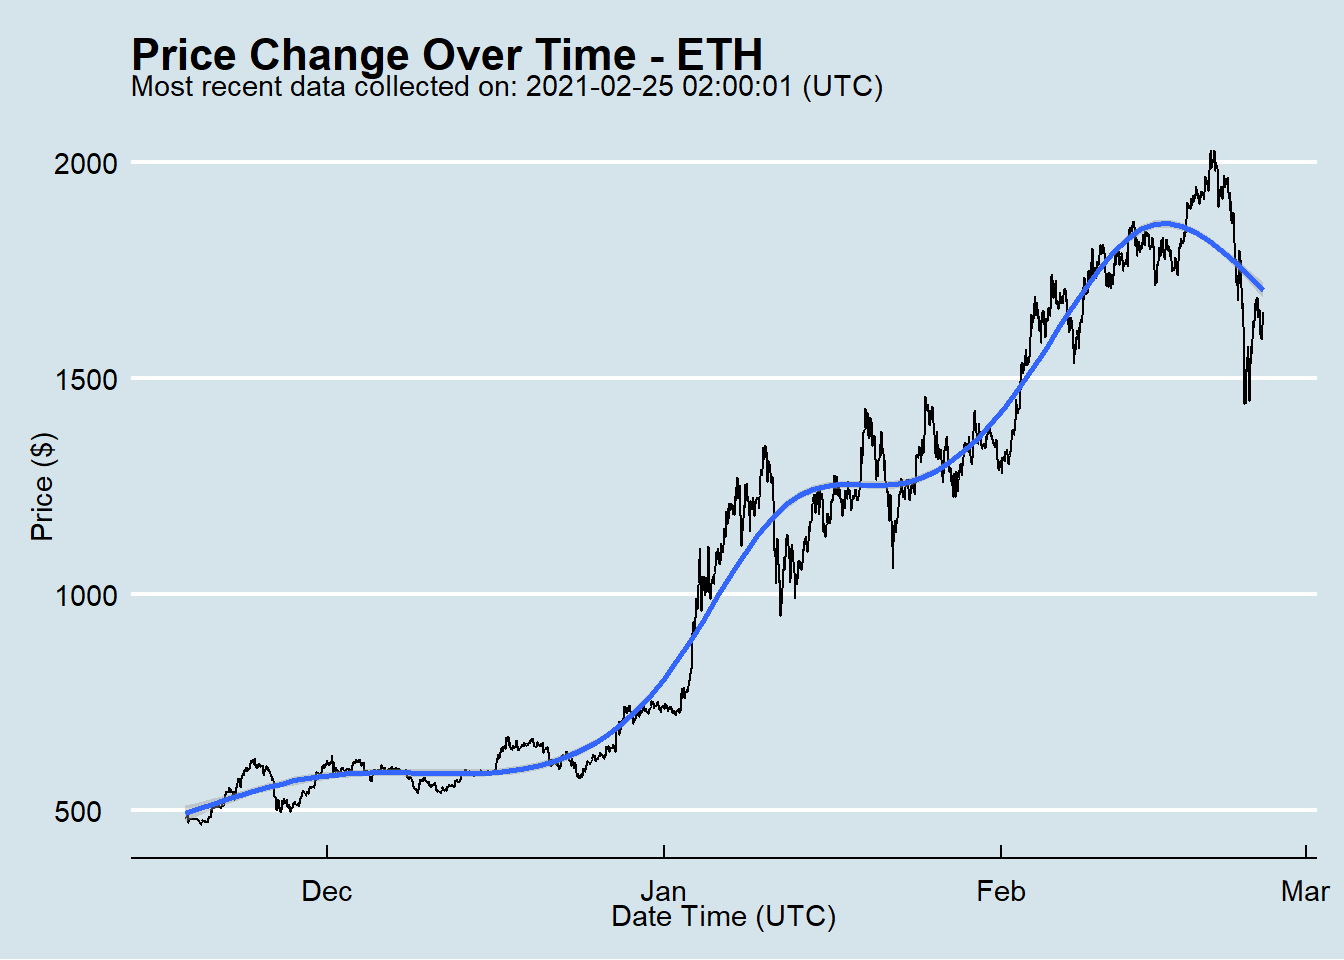 Price Change Over Time - ETH
Most recent data collected on: 2021-02-25 02:00:01 (UTC)
2000
1500
1000
500
Price ($)
Dec Jan Feb Mar
Date Time (UTC)